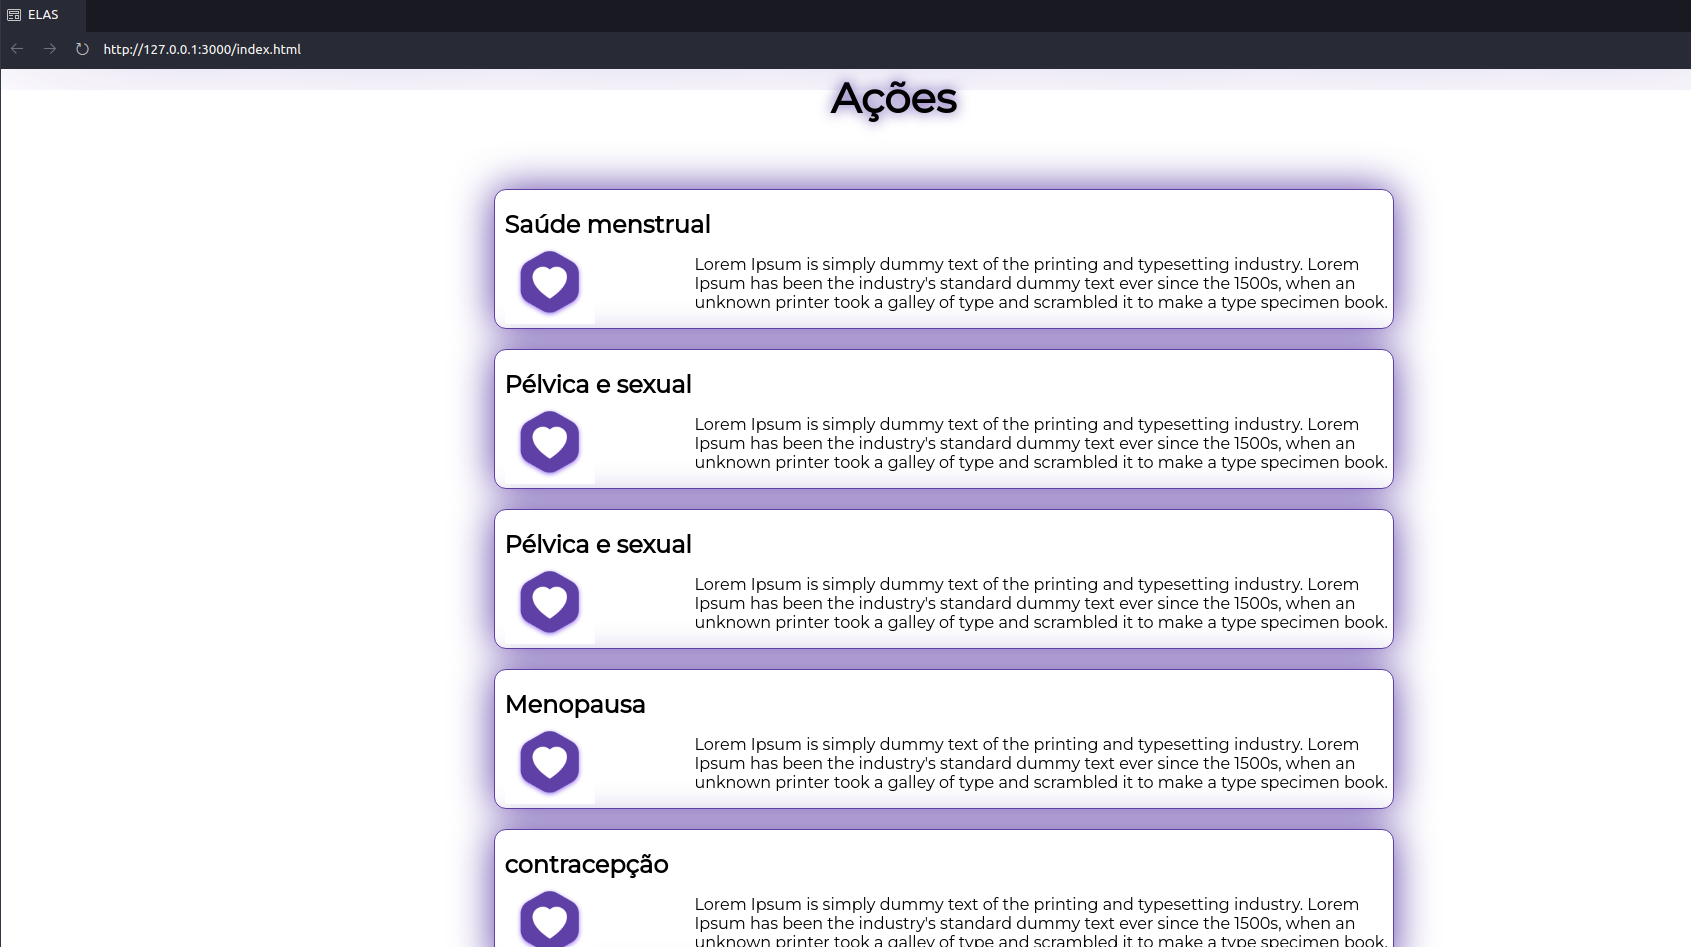 ELAS
http://127.0.0.1:3000/index.html
Ações
Saúde menstrual
Lorem Ipsum is simply dummy text of the printing and typesetting industry. Lorem
Ipsum has been the industry's standard dummy text ever since the 1500s, when an
unknown printer took a galley of type and scrambled it to make a type specimen book.
Pélvica e sexual
Lorem Ipsum is simply dummy text of the printing and typesetting industry. Lorem
Ipsum has been the industry's standard dummy text ever since the 1500s, when an
unknown printer took a galley of type and scrambled it to make a type specimen book.
Pélvica e sexual
Lorem Ipsum is simply dummy text of the printing and typesetting industry. Lorem
Ipsum has been the industry's standard dummy text ever since the 1500s, when an
unknown printer took a galley of type and scrambled it to make a type specimen book.
Menopausa
Lorem Ipsum is simply dummy text of the printing and typesetting industry. Lorem
Ipsum has been the industry's standard dummy text ever since the 1500s, when an
unknown printer took a galley of type and scrambled it to make a type specimen book.
contracepção
Lorem Ipsum is simply dummy text of the printing and typesetting industry. Lorem
Ipsum has been the industry's standard dummy text ever since the 1500s, when an
unknown printer took a galley of type and scrambled it to make a type specimen book.